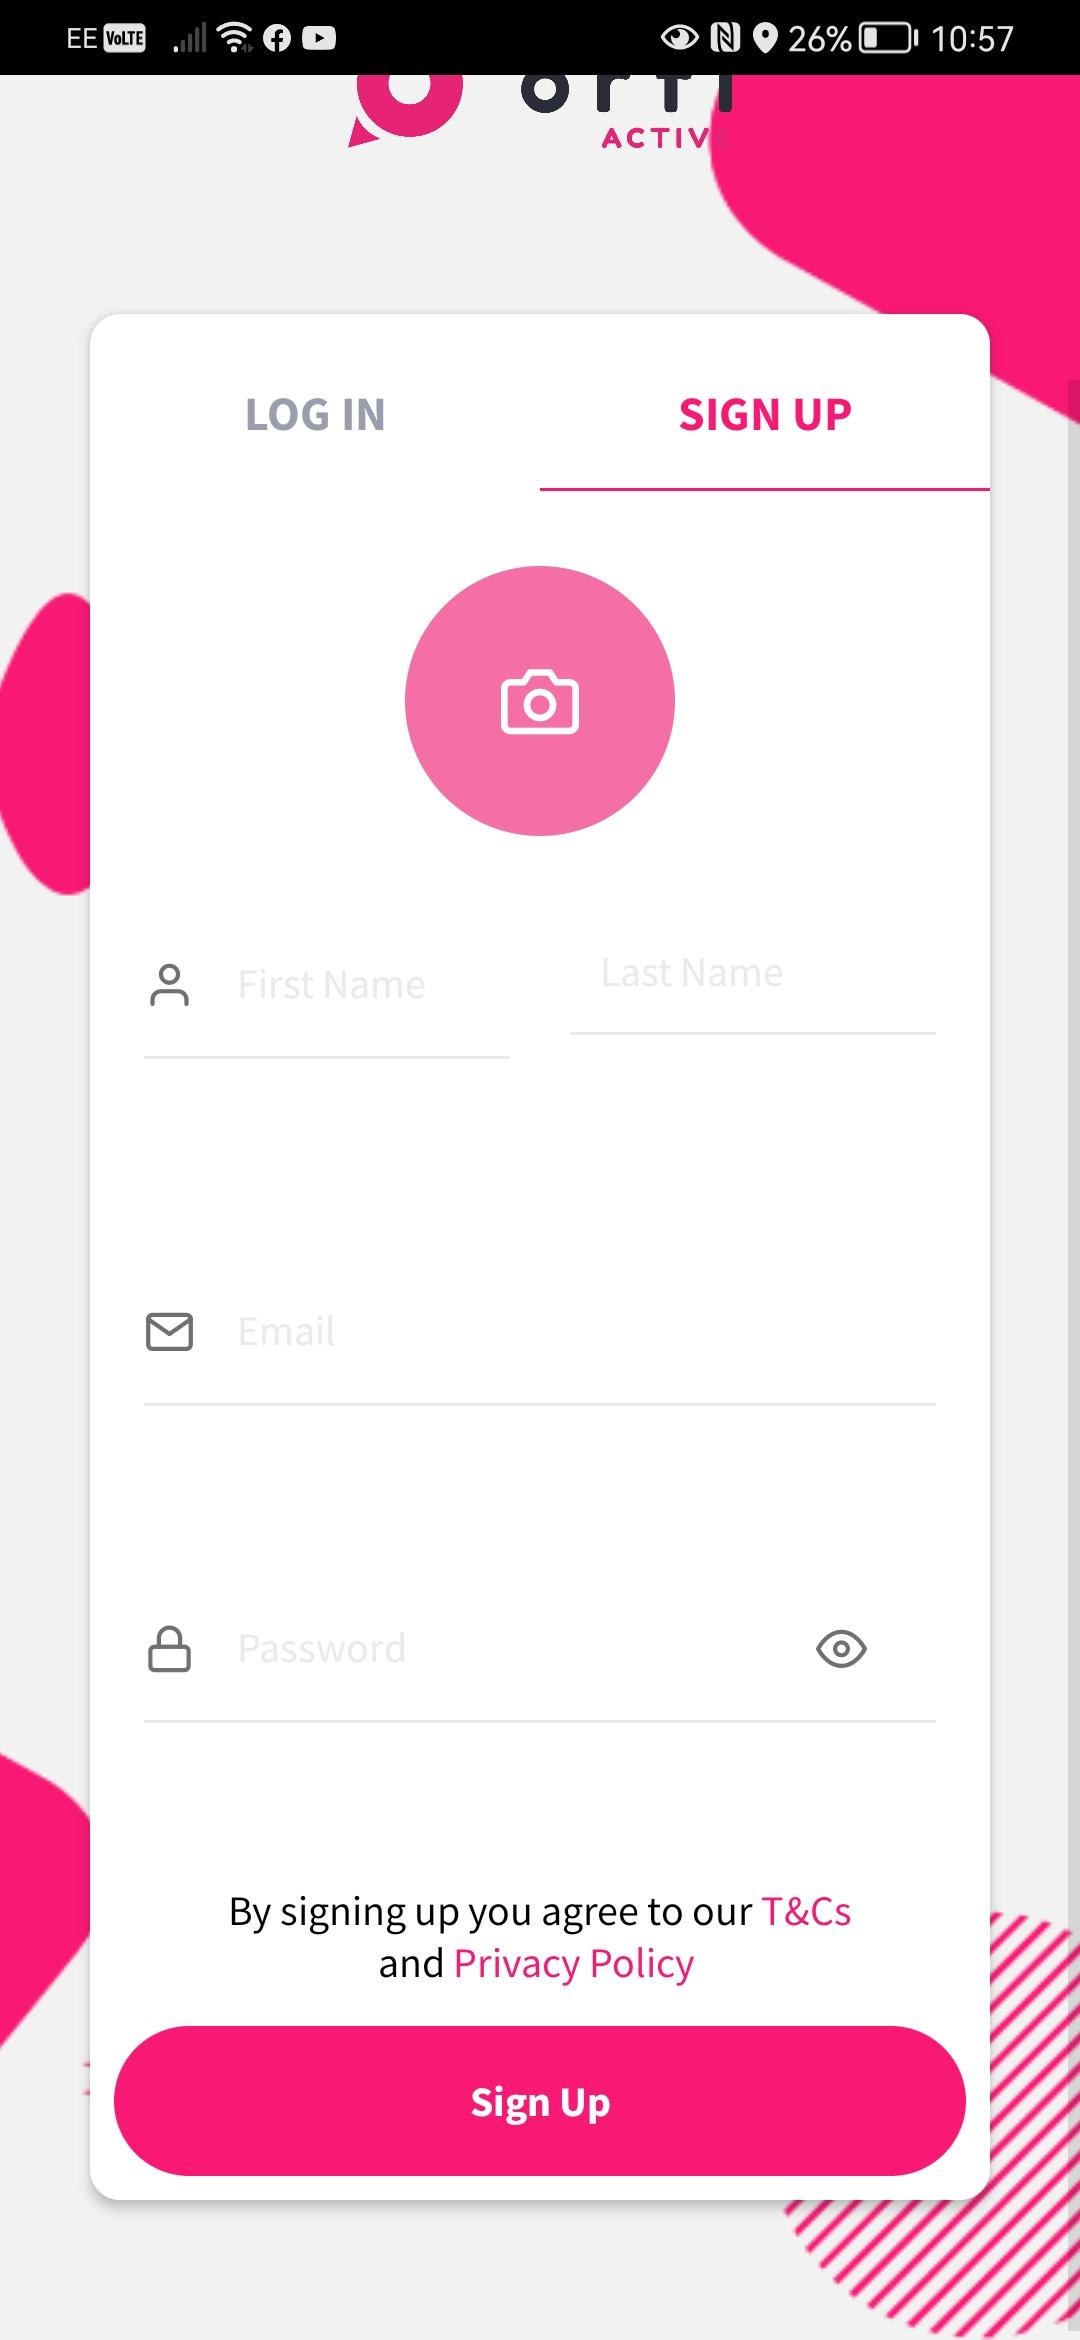 EE VoLTE 26% 10:57
orti
ACTIV
LOG IN SIGN UP
First Name Last Name
Email
Password
By signing up you agree to our T&Cs
and Privacy Policy
Sign Up